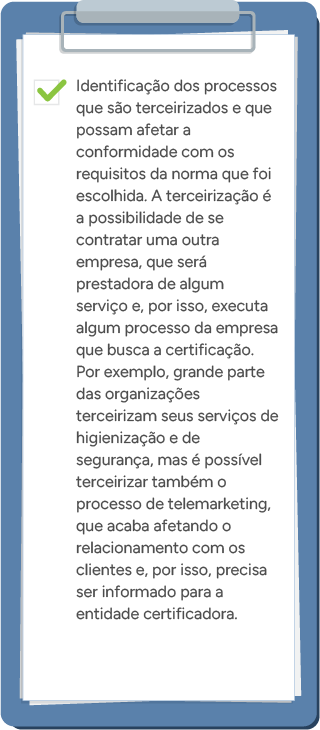 Identificação dos processos
que são terceirizados e que
possam afetar a
conformidade com os
requisitos da norma que foi
escolhida. A terceirização é
a possibilidade de se
contratar uma outra
empresa, que será
prestadora de algum
serviço e, por isso, executa
algum processo da empresa
que busca a certificação.
Por exemplo, grande parte
das organizações
terceirizam seus serviços de
higienização e de
segurança, mas é possível
terceirizar também o
processo de telemarketing,
que acaba afetando o
relacionamento com os
clientes e, por isso, precisa
ser informado para a
entidade certificadora.